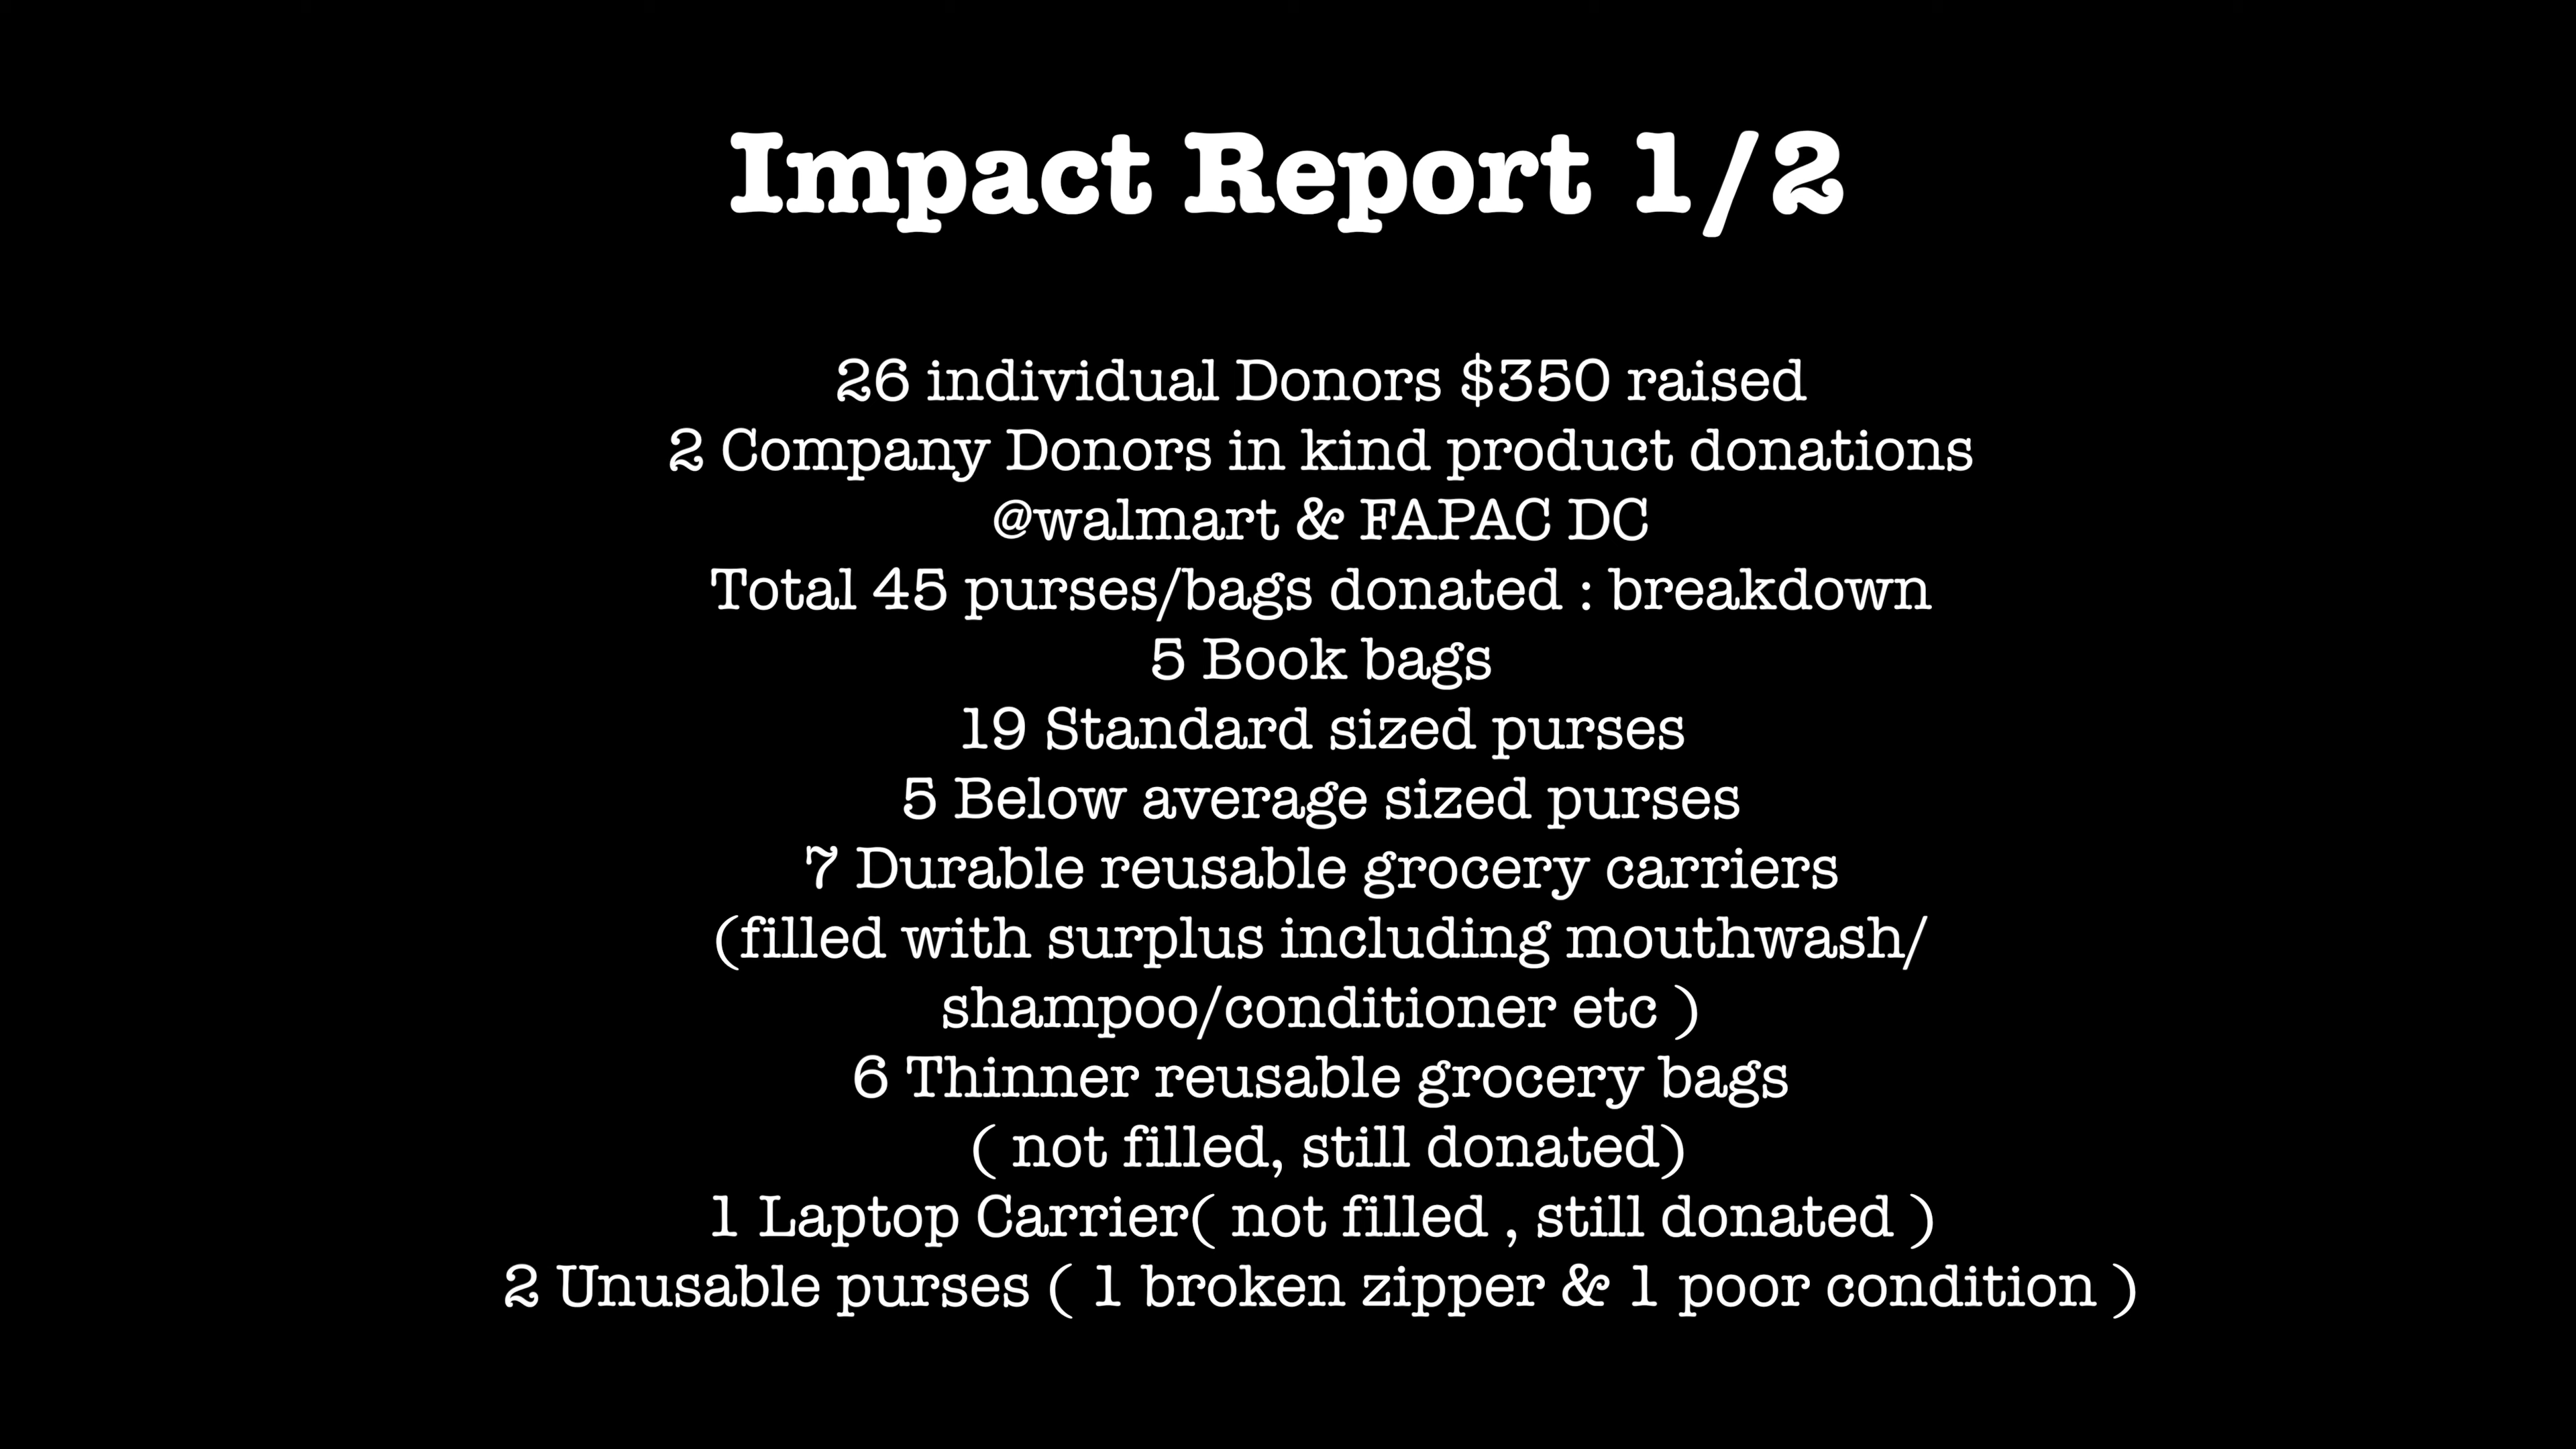 Impact Report 1/2
26 individual Donors $350 raised
2 Company Donors in kind product donations
@walmart & FAPAC DC
Total 45 purses/bags donated : breakdown
5 Book bags
19 Standard sized purses
5 Below average sized purses
7 Durable reusable grocery carriers
(filled with surplus including mouthwash/
shampoo/conditioner etc )
6 Thinner reusable grocery bags
( not filled, still donated)
1 Laptop Carrier( not filled , still donated )
2 Unusable purses ( 1 broken zipper & 1 poor condition )